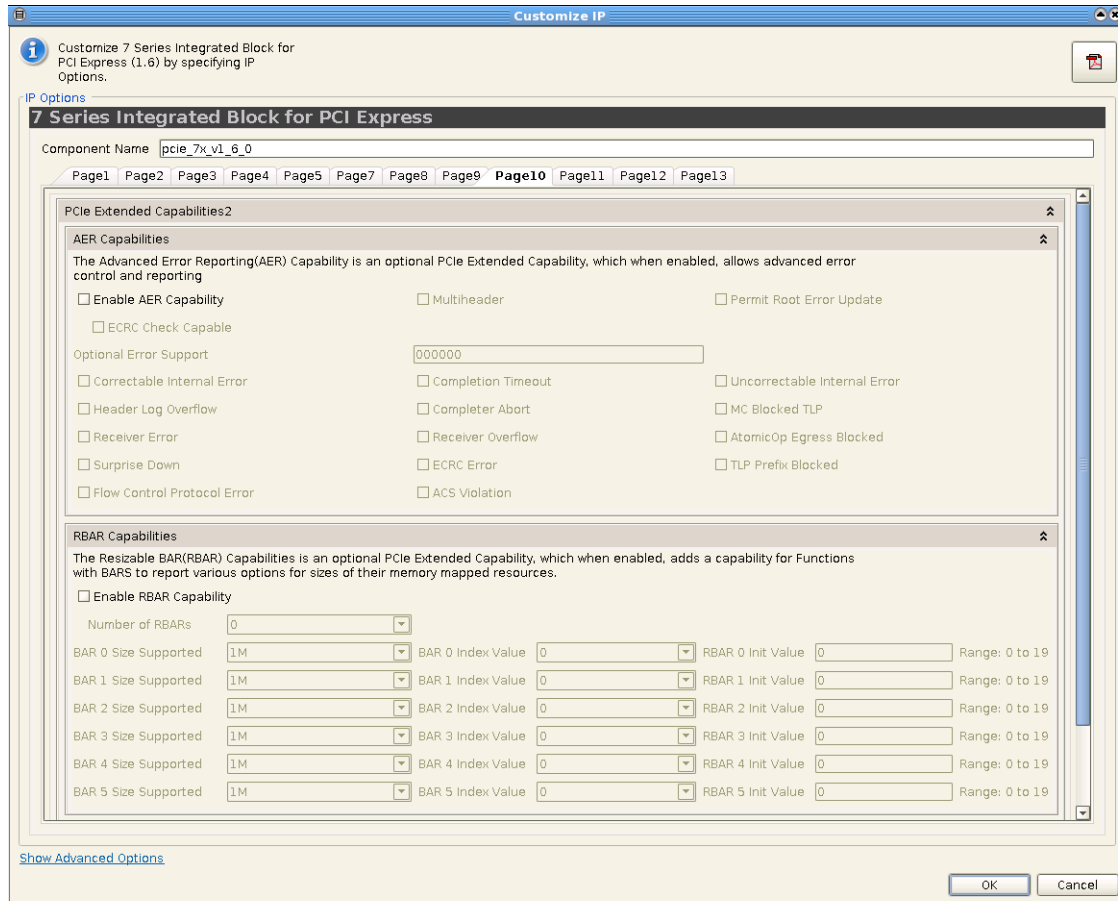 Customize IP
Customize 7 Series Integrated Block for
PCI Express (1.6) by specifying IP
Options.
IP Options
7 Series Integrated Block for PCI Express
Component Name pcie_7x_v1_6_0
Page1 Page2 Page3 Page4 Page5 Page7 Page8 Page9 Page10 Page11 Page12 Page13
PCIe Extended Capabilities2
AER Capabilities
The Advanced Error Reporting(AER) Capability is an optional PCIe Extended Capability, which when enabled, allows advanced error
control and reporting
Enable AER Capability Multiheader Permit Root Error Update
ECRC Check Capable
Optional Error Support 000000
Correctable Internal Error Completion Timeout Uncorrectable Internal Error
Header Log Overflow Completer Abort MC Blocked TLP
Receiver Error Receiver Overflow AtomicOp Egress Blocked
Surprise Down ECRC Error TLP Prefix Blocked
Flow Control Protocol Error ACS Violation
RBAR Capabilities
The Resizable BAR(RBAR) Capabilities is an optional PCIe Extended Capability, which when enabled, adds a capability for Functions
with BARS to report various options for sizes of their memory mapped resources.
Enable RBAR Capability
Number of RBARs 0
BAR 0 Size Supported 1M BAR 0 Index Value 0 RBAR 0 Init Value 0 Range: 0 to 19
BAR 1 Size Supported 1M BAR 1 Index Value 0 RBAR 1 Init Value 0 Range: 0 to 19
BAR 2 Size Supported 1M BAR 2 Index Value 0 RBAR 2 Init Value 0 Range: 0 to 19
BAR 3 Size Supported 1M BAR 3 Index Value 0 RBAR 3 Init Value 0 Range: 0 to 19
BAR 4 Size Supported 1M BAR 4 Index Value 0 RBAR 4 Init Value 0 Range: 0 to 19
BAR 5 Size Supported 1M BAR 5 Index Value 0 RBAR 5 Init Value 0 Range: 0 to 19
Show Advanced Options
OK Cancel